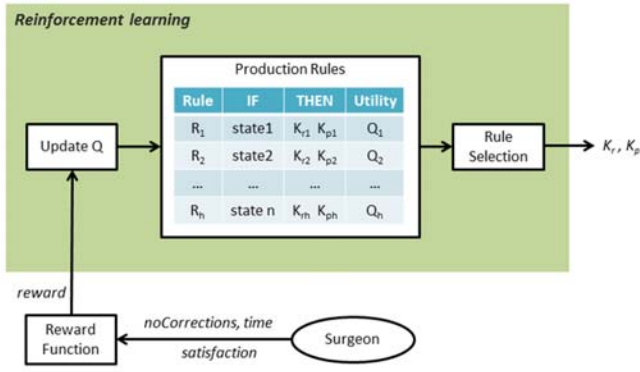 Reinforcement learning
Production Rules
Rule IF THEN Utility
R1 state1 Kr1 Kp1 Q1
R2 state2 Kr2 Kp2 Q2
... ... ... ...
Rh state n Krh Kph Qh
Update Q
Rule
Selection
Kr , Kp
reward
Reward
Function
noCorrections, time
satisfaction
Surgeon